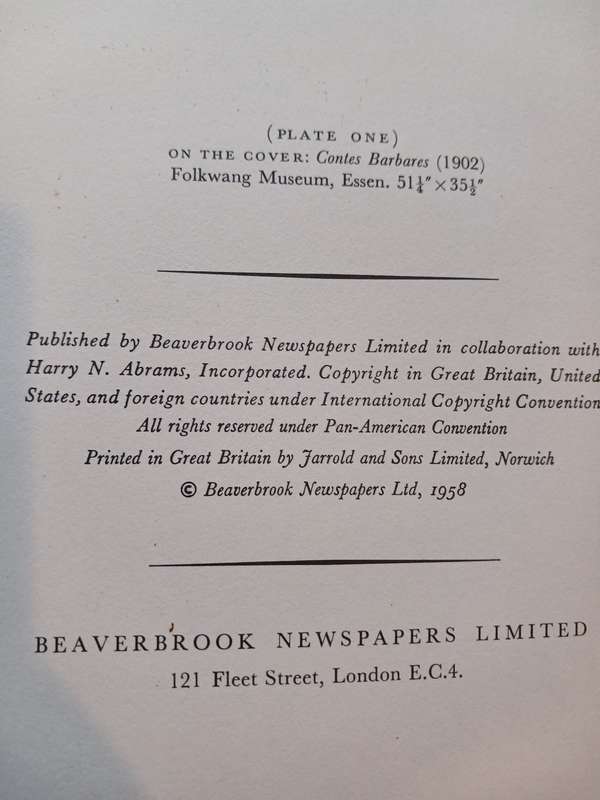 (PLATE ONE)
ON THE COVER: Contes Barbares (1902)
Folkwang Museum, Essen. 51¼″ × 35½″
Published by Beaverbrook Newspapers Limited in collaboration with
Harry N. Abrams, Incorporated. Copyright in Great Britain, United
States, and foreign countries under International Copyright Convention
All rights reserved under Pan-American Convention
Printed in Great Britain by Jarrold and Sons Limited, Norwich
© Beaverbrook Newspapers Ltd, 1958
BEAVERBROOK NEWSPAPERS LIMITED
121 Fleet Street, London E.C.4.